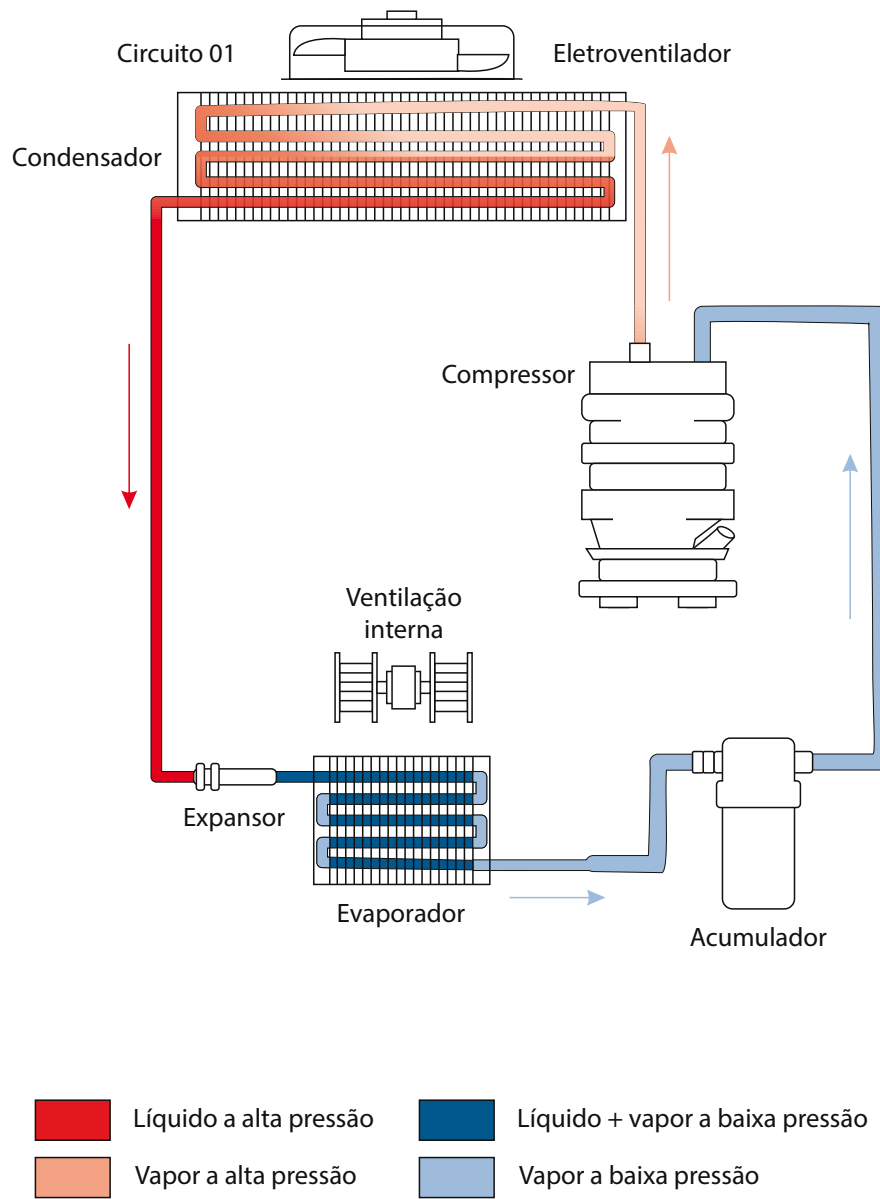 Circuito 01
Eletroventilador
Condensador
Compressor
Ventilação
interna
Expansor
Evaporador
Acumulador
Líquido a alta pressão
Líquido + vapor a baixa pressão
Vapor a alta pressão
Vapor a baixa pressão